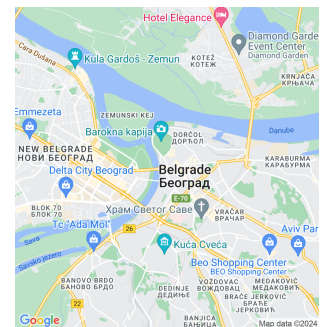 Hotel Elegance
Diamond Garden
Event Center
Diamond Garden
Cara Dušana
Kula Gardoš - Zemun
КОТЕŽ
КОТЕЖ
KRNJAČA
КРЊАЧА
Emmezeta
ZEMUNSKI KEJ
Barokna kapija
DORĆOL
ДОРЋОЛ
Danube
NEW BELGRADE
НОВИ БЕОГРАД
Delta City Beograd
Belgrade
Београд
KARABURMA
КАРАБУРМА
E-70
BLOK 70
БЛОК 70
Храм Светог Саве
VRAČAR
ВРАЧАР
Tc "Ada Mol"
26
Sava
Savsko jezero
Kuća Cveća
Avív Par
26
Beo Shopping Center
BEO Shopping Center
BANOVO BRDO
БАНОВО БРДО
DEDINJE
ДЕДИЊЕ
VOŽDOVAC
ВОЖДОВАЦ
MEDAKOVIĆ
МЕДАКОВИЋ
BRAĆE JERKOVIĆ
БРАЋЕ
ЈЕРКОВИЋ
BANJICA
БАЊИЦА
Google
Map data ©2024